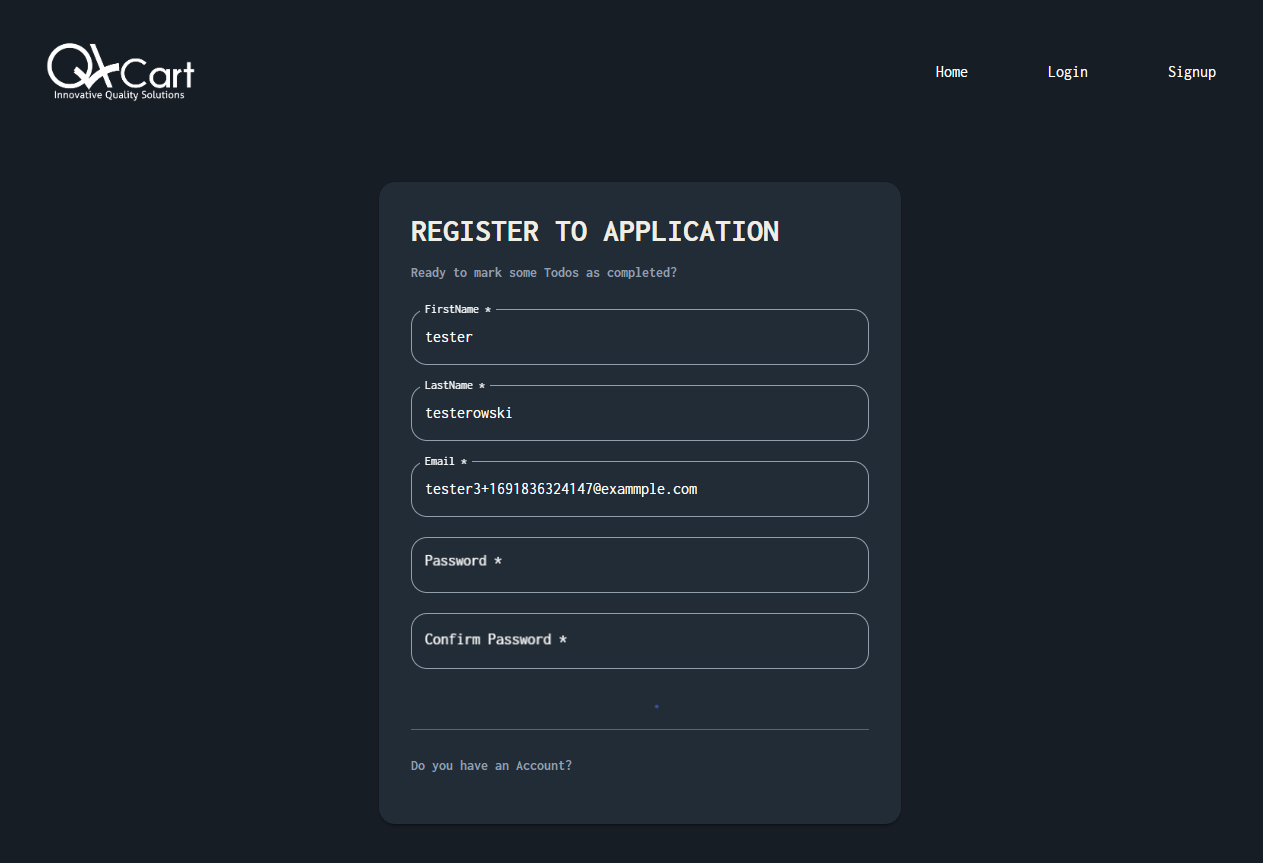 QACart
Innovative Quality Solutions
Home
Login
Signup
REGISTER TO APPLICATION
Ready to mark some Todos as completed?
FirstName *
tester
LastName *
testerowski
Email *
tester3+1691836324147@exammple.com
Password *
Confirm Password *
Do you have an Account?